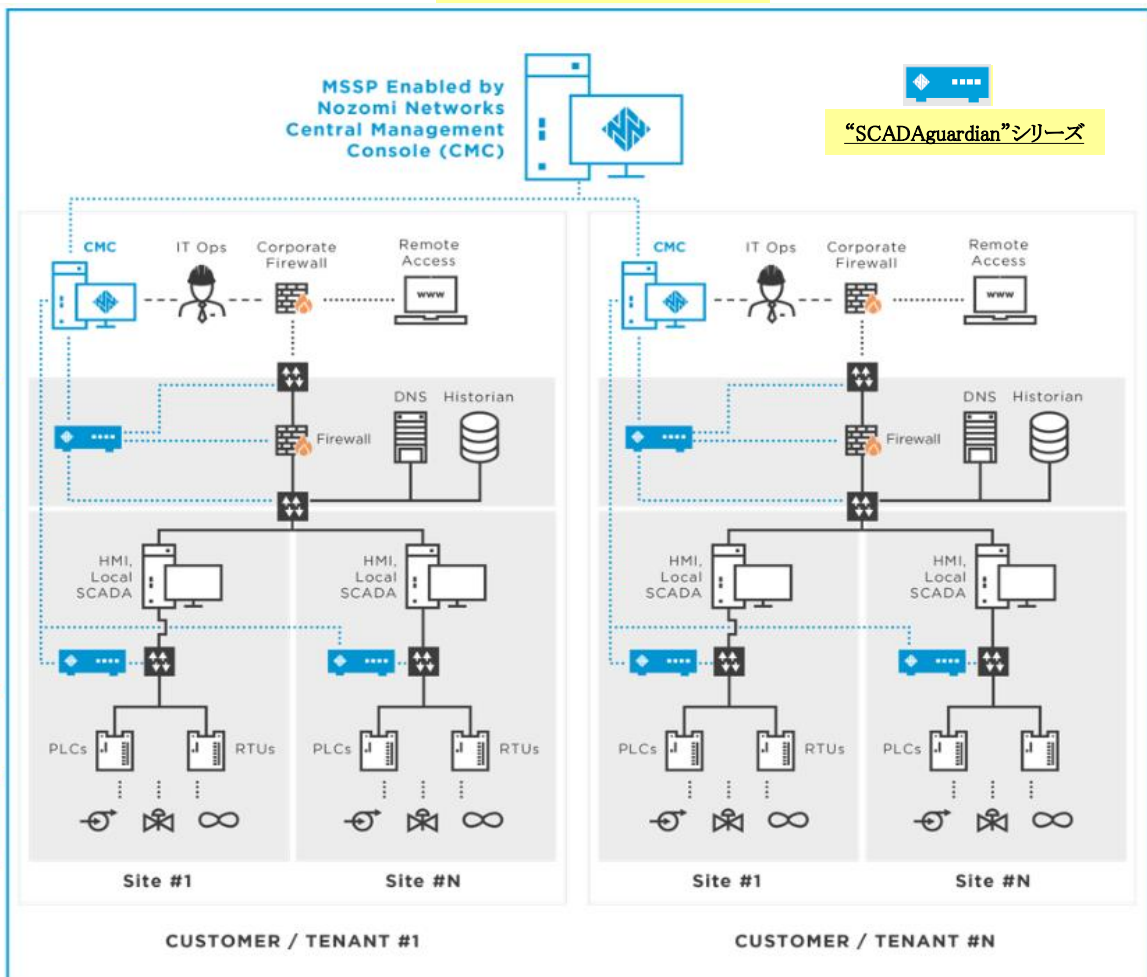 MSSP Enabled by
Nozomi Networks
Central Management
Console (CMC)
“SCADAguardian”シリーズ
CMC
IT Ops
Corporate
Firewall
Remote
Access
www
DNS
Historian
Firewall
HMI,
Local
SCADA
HMI,
Local
SCADA
PLCs
RTUs
PLCs
RTUs
Site #1
Site #N
CUSTOMER / TENANT #1
CMC
IT Ops
Corporate
Firewall
Remote
Access
www
DNS
Historian
Firewall
HMI,
Local
SCADA
HMI,
Local
SCADA
PLCs
RTUs
PLCs
RTUs
Site #1
Site #N
CUSTOMER / TENANT #N